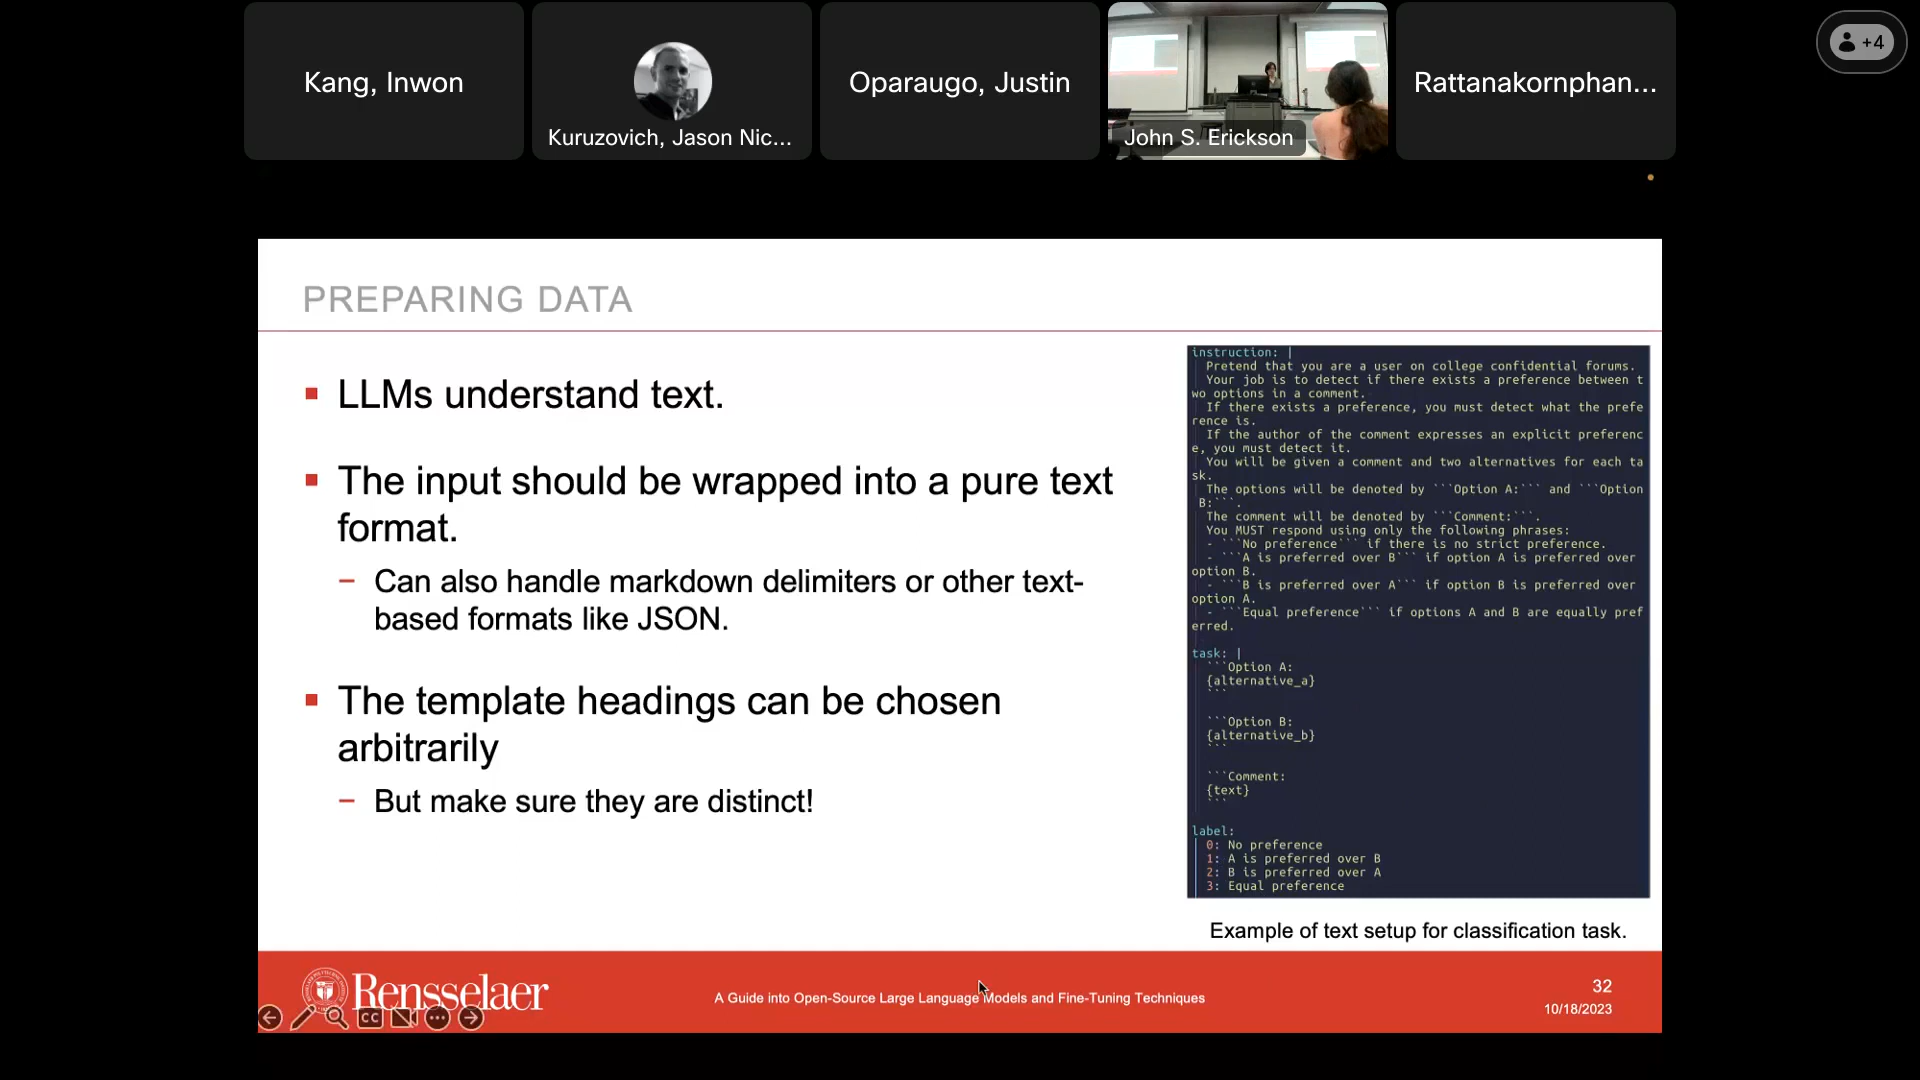 Kang, Inwon
Kuruzovich, Jason Nic...
Oparaugo, Justin
John S. Erickson
Rattanakornphan...
+4
PREPARING DATA
LLMs understand text.
The input should be wrapped into a pure text
format.
Can also handle markdown delimiters or other text-
based formats like JSON.
The template headings can be chosen
arbitrarily
But make sure they are distinct!
instruction: |
Pretend that you are a user on college confidential forums.
Your job is to detect if there exists a preference between t
wo options in a comment.
If there exists a preference, you must detect what the prefe
rence is.
If the author of the comment expresses an explicit preferenc
e, you must detect it.
You will be given a comment and two alternatives for each ta
sk.
The options will be denoted by ```Option A:``` and ```Option
B:```.
The comment will be denoted by ```Comment:```.
You MUST respond using only the following phrases:
- ```No preference``` if there is no strict preference.
- ```A is preferred over B``` if option A is preferred over
option B.
- ```B is preferred over A``` if option B is preferred over
option A.
- ```Equal preference``` if options A and B are equally pref
erred.
task: |
```Option A:
{alternative_a}
```
```Option B:
{alternative_b}
```
```Comment:
{text}
```
label:
0: No preference
1: A is preferred over B
2: B is preferred over A
3: Equal preference
Example of text setup for classification task.
Rensselaer
CC
A Guide into Open-Source Large Language Models and Fine-Tuning Techniques
32
10/18/2023